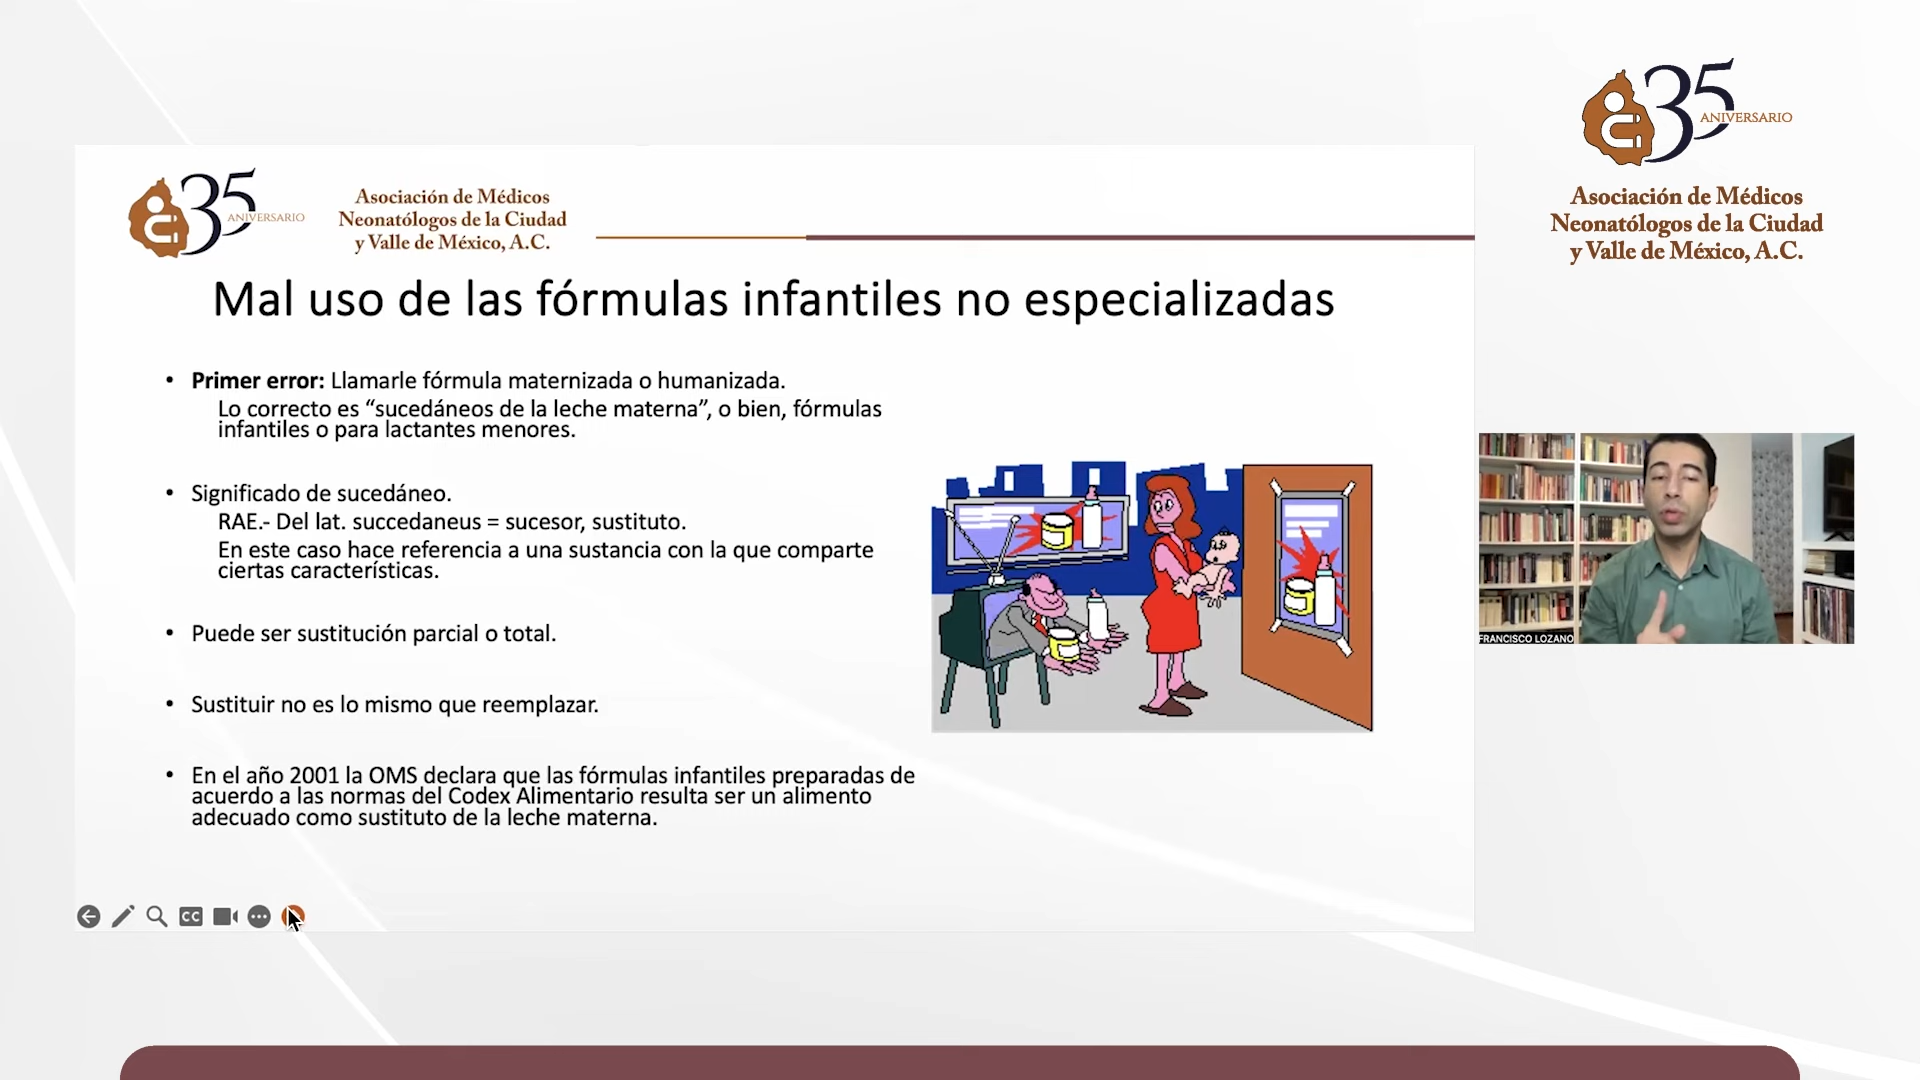 35
ANIVERSARIO
Asociación de Médicos
Neonatólogos de la Ciudad
y Valle de México, A.C.
Mal uso de las fórmulas infantiles no especializadas
• Primer error: Llamarle fórmula maternizada o humanizada.
Lo correcto es “sucedáneos de la leche materna”, o bien, fórmulas
infantiles o para lactantes menores.
• Significado de sucedáneo.
RAE.- Del lat. succedaneus = sucesor, sustituto.
En este caso hace referencia a una sustancia con la que comparte
ciertas características.
• Puede ser sustitución parcial o total.
• Sustituir no es lo mismo que reemplazar.
• En el año 2001 la OMS declara que las fórmulas infantiles preparadas de
acuerdo a las normas del Codex Alimentario resulta ser un alimento
adecuado como sustituto de la leche materna.
CC
35
ANIVERSARIO
Asociación de Médicos
Neonatólogos de la Ciudad
y Valle de México, A.C.
FRANCISCO LOZANO